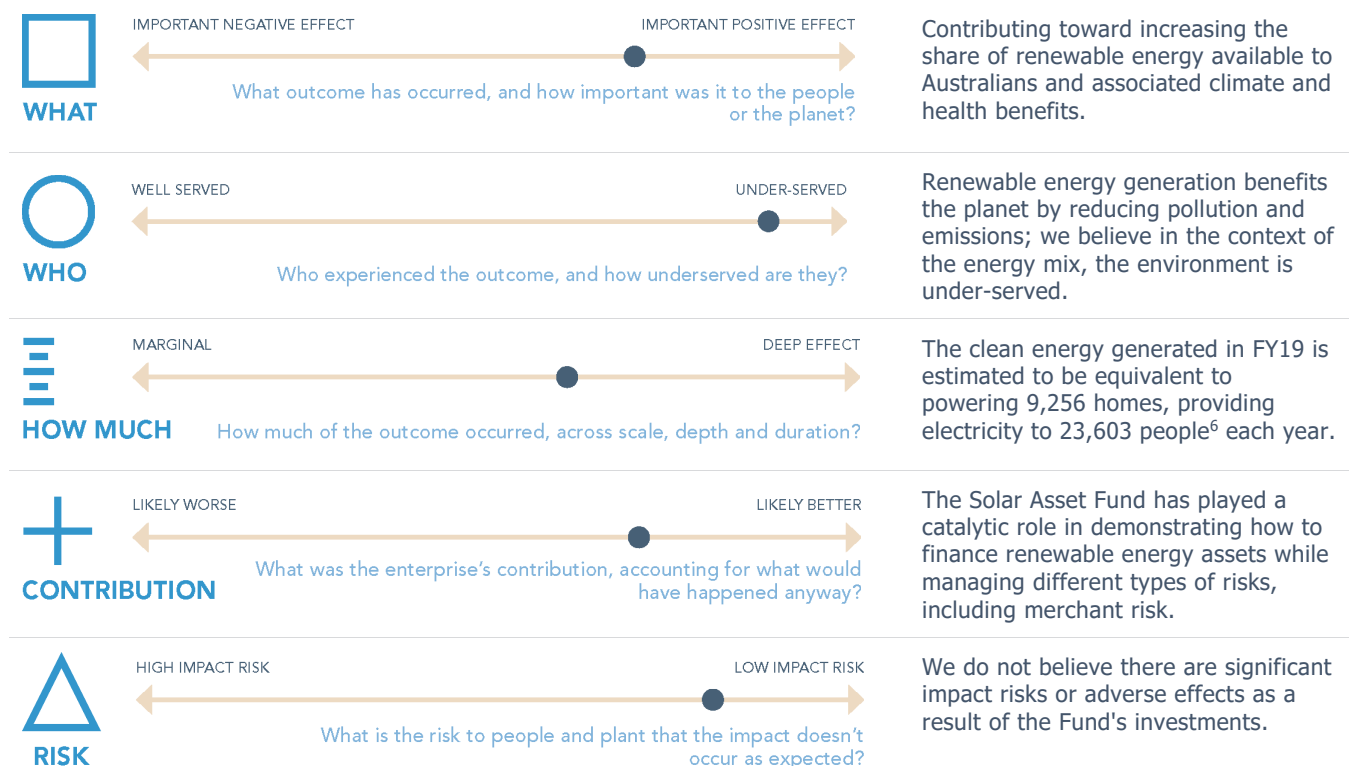 IMPORTANT NEGATIVE EFFECT
IMPORTANT POSITIVE EFFECT
WHAT
What outcome has occurred, and how important was it to the people
or the planet?
Contributing toward increasing the
share of renewable energy available to
Australians and associated climate and
health benefits.
WELL SERVED
UNDER-SERVED
WHO
Who experienced the outcome, and how underserved are they?
Renewable energy generation benefits
the planet by reducing pollution and
emissions; we believe in the context of
the energy mix, the environment is
under-served.
MARGINAL
DEEP EFFECT
HOW MUCH
How much of the outcome occurred, across scale, depth and duration?
The clean energy generated in FY19 is
estimated to be equivalent to
powering 9,256 homes, providing
electricity to 23,603 people⁶ each year.
LIKELY WORSE
LIKELY BETTER
CONTRIBUTION
What was the enterprise's contribution, accounting for what would
have happened anyway?
The Solar Asset Fund has played a
catalytic role in demonstrating how to
finance renewable energy assets while
managing different types of risks,
including merchant risk.
HIGH IMPACT RISK
LOW IMPACT RISK
RISK
What is the risk to people and plant that the impact doesn't
occur as expected?
We do not believe there are significant
impact risks or adverse effects as a
result of the Fund's investments.